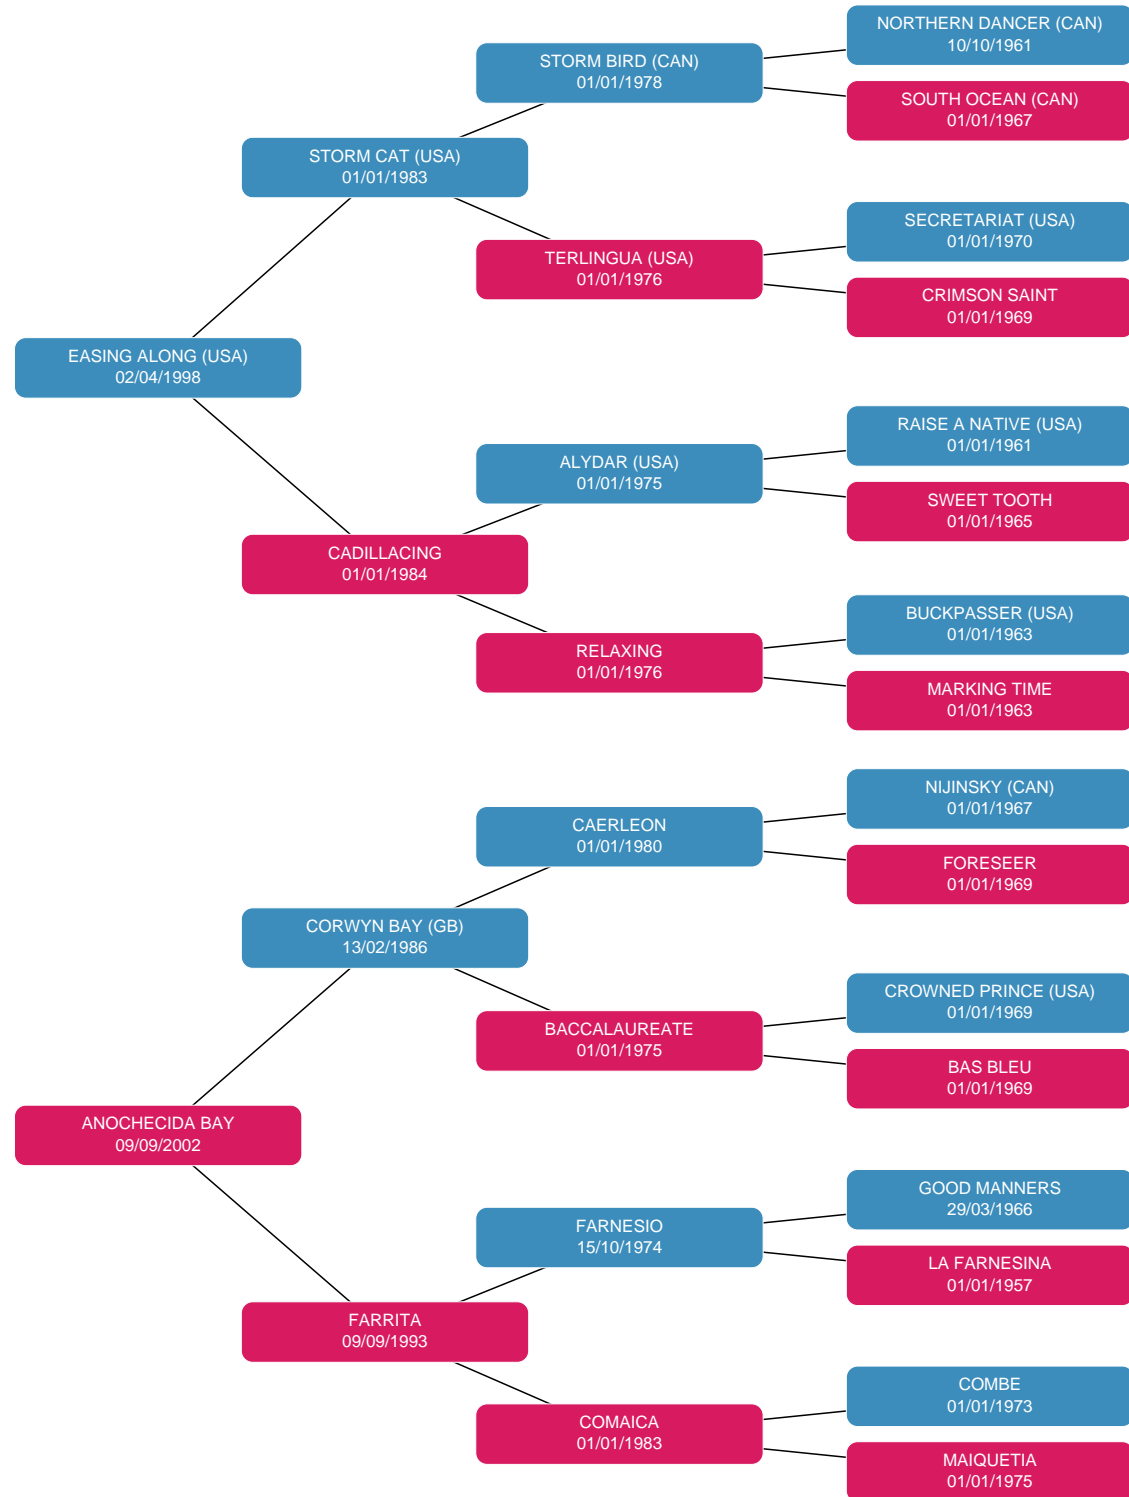 NORTHERN DANCER (CAN)
10/10/1961
STORM BIRD (CAN)
01/01/1978
SOUTH OCEAN (CAN)
01/01/1967
STORM CAT (USA)
01/01/1983
SECRETARIAT (USA)
01/01/1970
TERLINGUA (USA)
01/01/1976
CRIMSON SAINT
01/01/1969
EASING ALONG (USA)
02/04/1998
RAISE A NATIVE (USA)
01/01/1961
ALYDAR (USA)
01/01/1975
SWEET TOOTH
01/01/1965
CADILLACING
01/01/1984
BUCKPASSER (USA)
01/01/1963
RELAXING
01/01/1976
MARKING TIME
01/01/1963
NIJINSKY (CAN)
01/01/1967
CAERLEON
01/01/1980
FORESEER
01/01/1969
CORWYN BAY (GB)
13/02/1986
CROWNED PRINCE (USA)
01/01/1969
BACCALAUREATE
01/01/1975
BAS BLEU
01/01/1969
ANOCHECIDA BAY
09/09/2002
GOOD MANNERS
29/03/1966
FARNESIO
15/10/1974
LA FARNESINA
01/01/1957
FARRITA
09/09/1993
COMBE
01/01/1973
COMAICA
01/01/1983
MAIQUETIA
01/01/1975